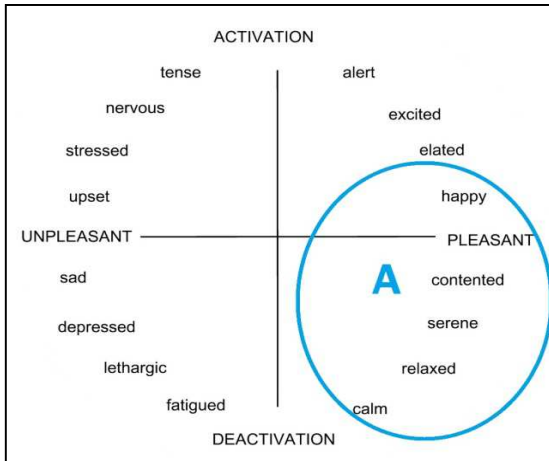 ACTIVATION
tense alert
nervous excited
stressed elated
upset happy
UNPLEASANT PLEASANT
sad A contented
depressed serene
lethargic relaxed
fatigued calm
DEACTIVATION